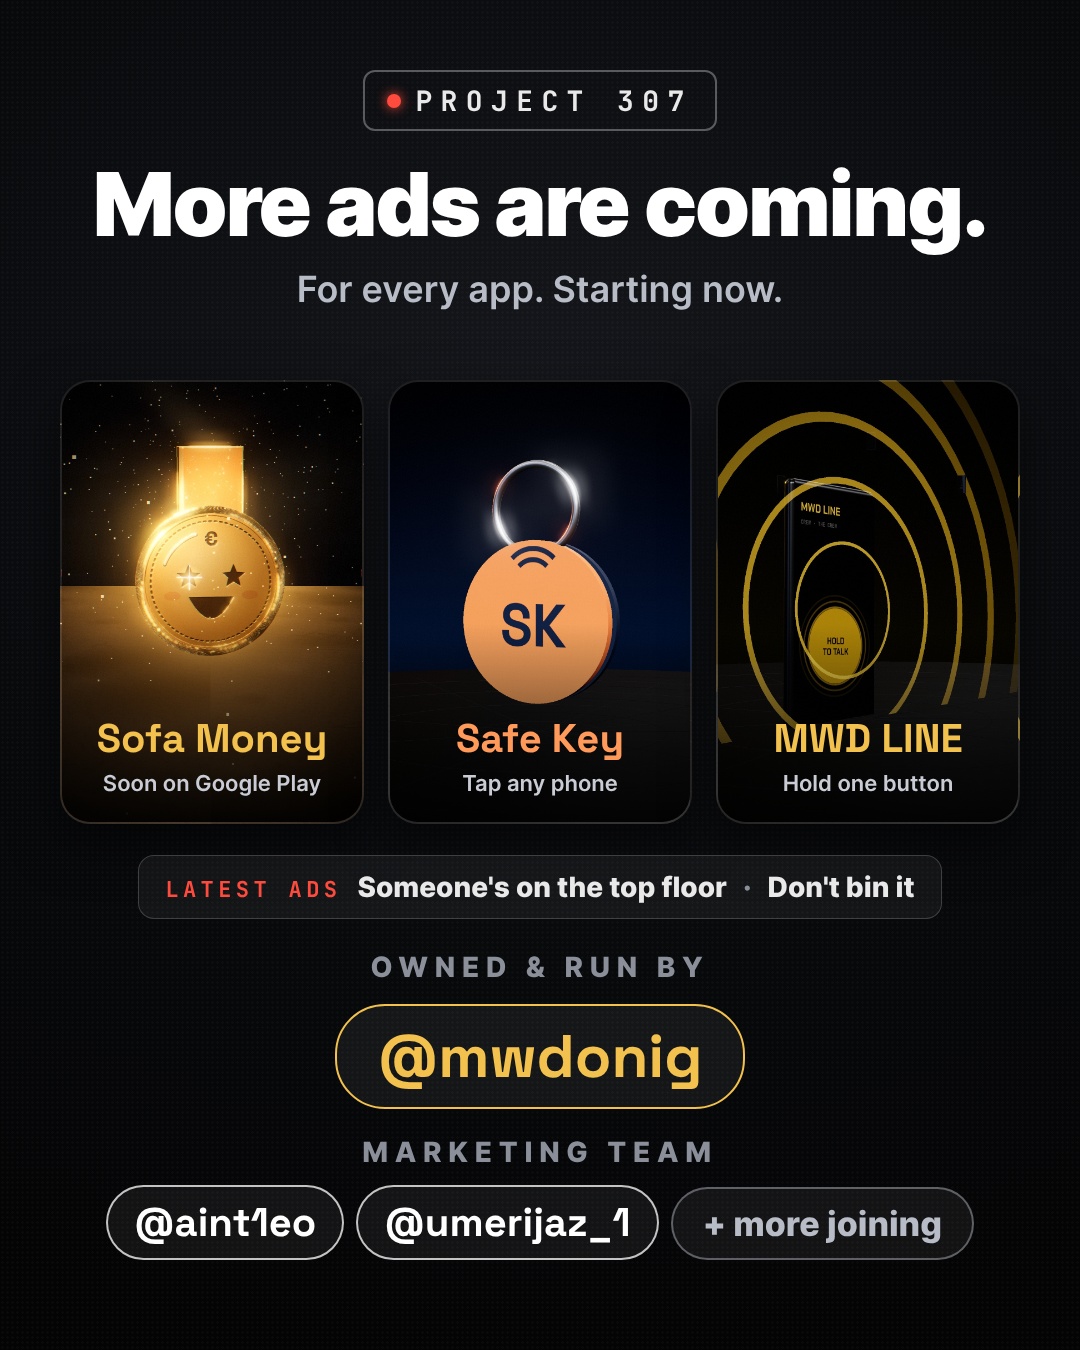 PROJECT 307
More ads are coming.
For every app. Starting now.
€
Sofa Money
Soon on Google Play
SK
Safe Key
Tap any phone
MWD LINE
HOLD
TO TALK
MWD LINE
Hold one button
LATEST ADS Someone's on the top floor · Don't bin it
OWNED & RUN BY
@mwdonig
MARKETING TEAM
@aint1eo @umerijaz_1 + more joining